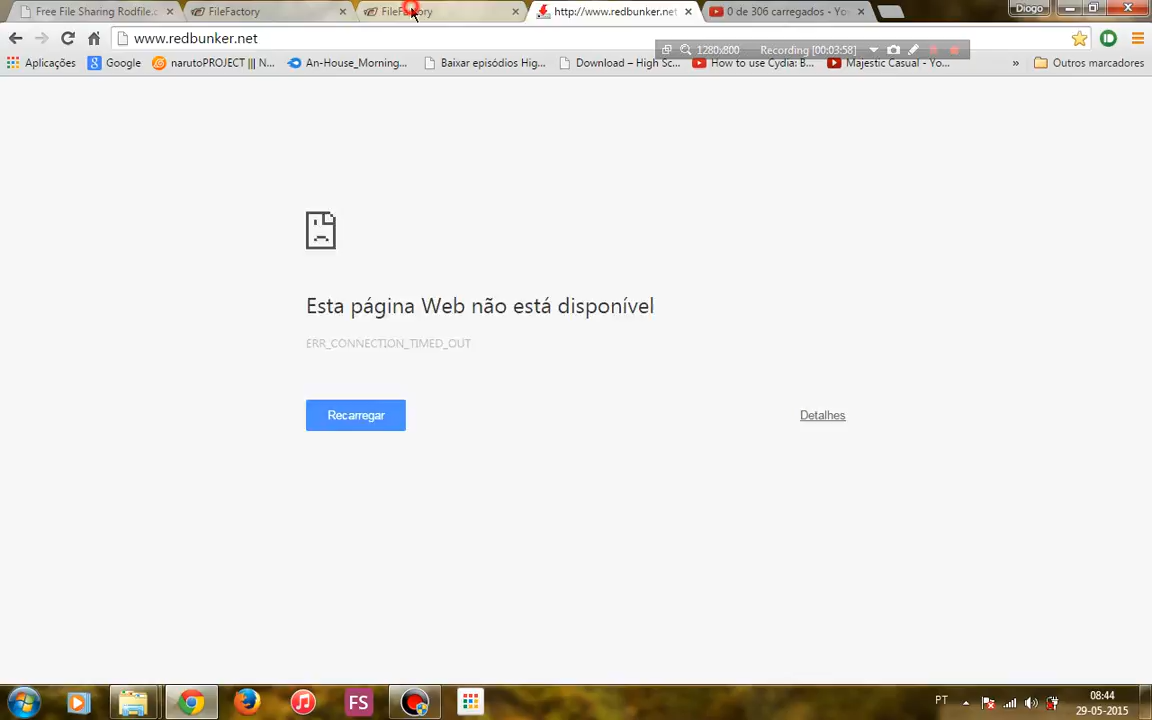 Free File Sharing Rodfile.c
FileFactory
FileFactory
http://www.redbunker.net
0 de 306 carregados - Yo
Diogo
www.redbunker.net
1280x800
Recording [00:03:58]
Aplicações
Google
narutoPROJECT ||| N...
An-House_Morning...
Baixar episódios Hig...
Download – High Sc...
How to use Cydia: B...
Majestic Casual - Yo...
»
Outros marcadores
Esta página Web não está disponível
ERR_CONNECTION_TIMED_OUT
Recarregar
Detalhes
FS
PT
08:44
29-05-2015